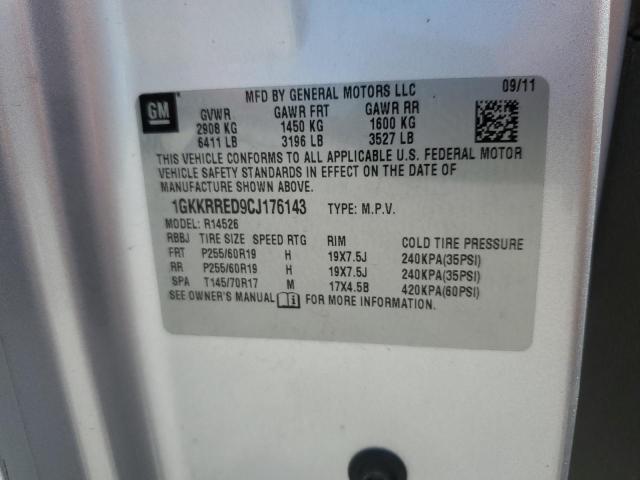 MFD BY GENERAL MOTORS LLC 09/11
GM
GVWR GAWR FRT GAWR RR
2908 KG 1450 KG 1600 KG
6411 LB 3196 LB 3527 LB
THIS VEHICLE CONFORMS TO ALL APPLICABLE U.S. FEDERAL MOTOR
VEHICLE SAFETY STANDARDS IN EFFECT ON THE DATE OF
MANUFACTURE SHOWN ABOVE.
1GKKRRED9CJ176143 TYPE: M.P.V.
MODEL: R14526
RBBJ TIRE SIZE SPEED RTG RIM COLD TIRE PRESSURE
FRT P255/60R19 H 19X7.5J 240KPA(35PSI)
RR P255/60R19 H 19X7.5J 240KPA(35PSI)
SPA T145/70R17 M 17X4.5B 420KPA(60PSI)
SEE OWNER'S MANUAL FOR MORE INFORMATION.